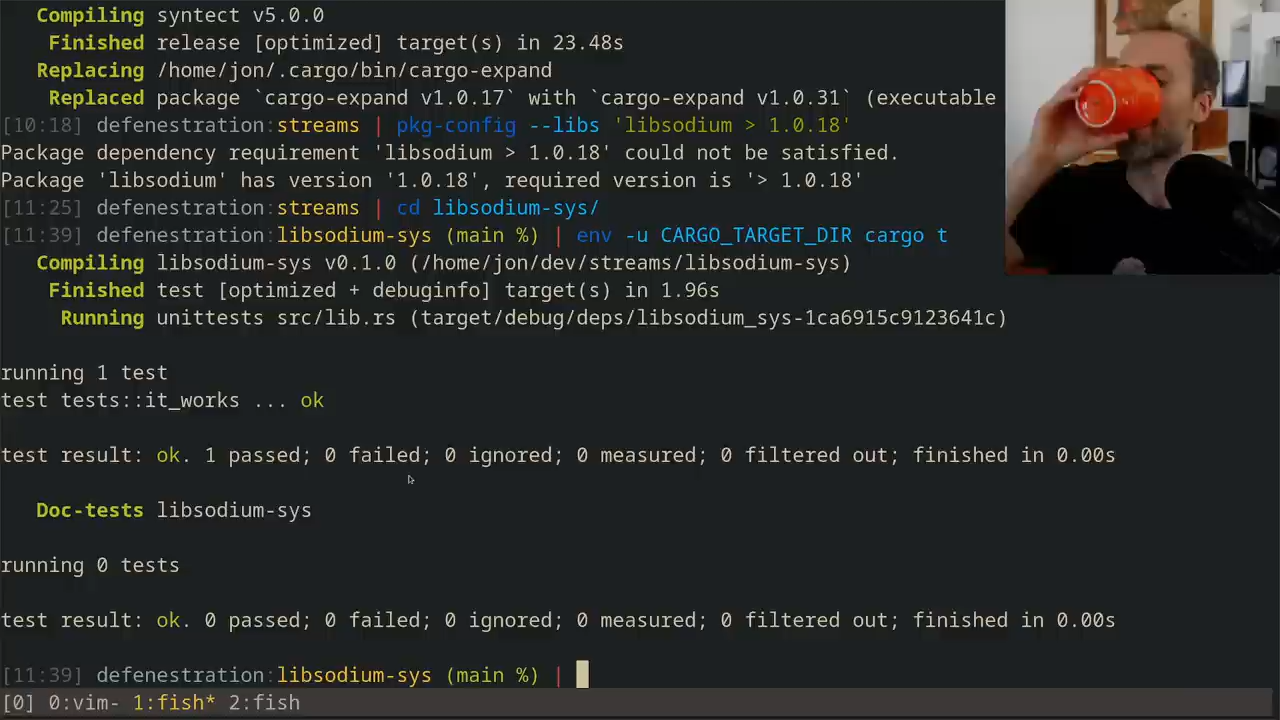 Compiling syntect v5.0.0
Finished release [optimized] target(s) in 23.48s
Replacing /home/jon/.cargo/bin/cargo-expand
Replaced package `cargo-expand v1.0.17` with `cargo-expand v1.0.31` (executable
[10:18] defenestration:streams | pkg-config --libs 'libsodium > 1.0.18'
Package dependency requirement 'libsodium > 1.0.18' could not be satisfied.
Package 'libsodium' has version '1.0.18', required version is '> 1.0.18'
[11:25] defenestration:streams | cd libsodium-sys/
[11:39] defenestration:libsodium-sys (main %) | env -u CARGO_TARGET_DIR cargo t
Compiling libsodium-sys v0.1.0 (/home/jon/dev/streams/libsodium-sys)
Finished test [optimized + debuginfo] target(s) in 1.96s
Running unittests src/lib.rs (target/debug/deps/libsodium_sys-1ca6915c9123641c)
running 1 test
test tests::it_works ... ok
test result: ok. 1 passed; 0 failed; 0 ignored; 0 measured; 0 filtered out; finished in 0.00s
Doc-tests libsodium-sys
running 0 tests
test result: ok. 0 passed; 0 failed; 0 ignored; 0 measured; 0 filtered out; finished in 0.00s
[11:39] defenestration:libsodium-sys (main %) |
[0] 0:vim- 1:fish* 2:fish